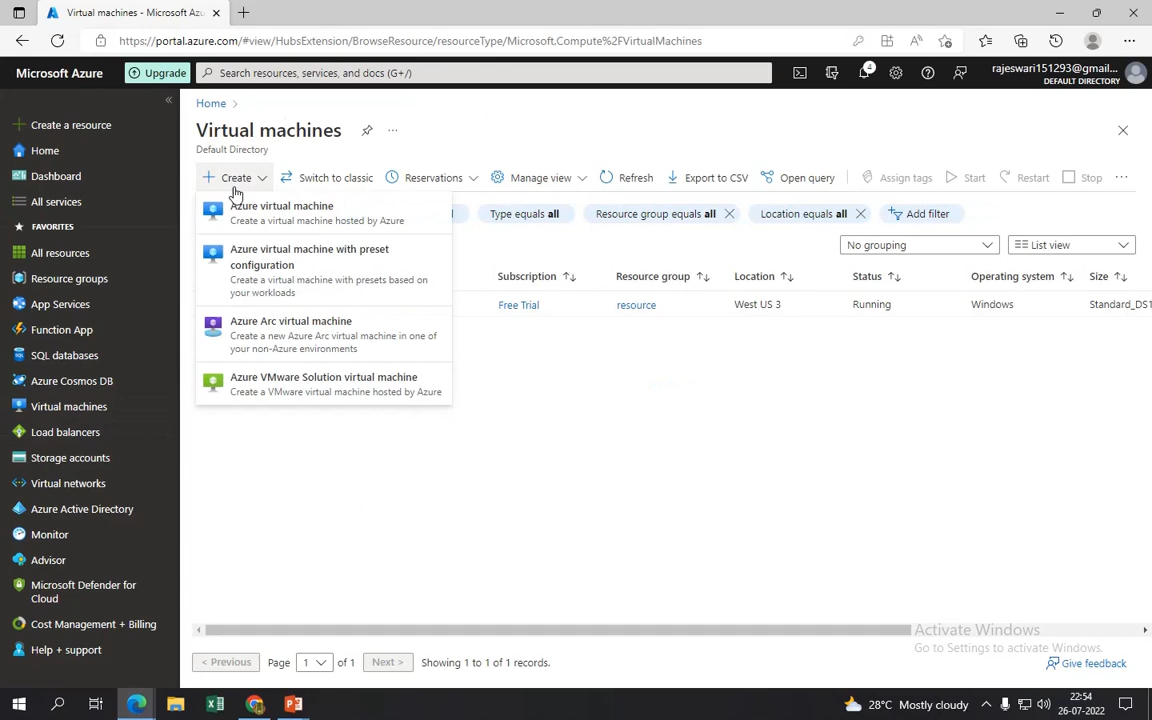 Virtual machines - Microsoft Azu
https://portal.azure.com/#view/HubsExtension/BrowseResource/resourceType/Microsoft.Compute%2FVirtualMachines
Microsoft Azure
Upgrade
Search resources, services, and docs (G+/)
4
rajeswari151293@gmail....
DEFAULT DIRECTORY
Create a resource
Home
Dashboard
All services
FAVORITES
All resources
Resource groups
App Services
Function App
SQL databases
Azure Cosmos DB
Virtual machines
Load balancers
Storage accounts
Virtual networks
Azure Active Directory
Monitor
Advisor
Microsoft Defender for
Cloud
Cost Management + Billing
Help + support
Home
Virtual machines
Default Directory
Create
Switch to classic
Reservations
Manage view
Refresh
Export to CSV
Open query
Assign tags
Start
Restart
Stop
Azure virtual machine
Create a virtual machine hosted by Azure
Azure virtual machine with preset
configuration
Create a virtual machine with presets based on
your workloads
Azure Arc virtual machine
Create a new Azure Arc virtual machine in one of
your non-Azure environments
Azure VMware Solution virtual machine
Create a VMware virtual machine hosted by Azure
Type equals all
Resource group equals all
Location equals all
Add filter
No grouping
List view
Subscription
Resource group
Location
Status
Operating system
Size
Free Trial
resource
West US 3
Running
Windows
Standard_DS1
< Previous
Page
1
of 1
Next >
Showing 1 to 1 of 1 records.
Activate Windows
Go to Settings to activate Windows.
Give feedback
28°C Mostly cloudy
22:54
26-07-2022